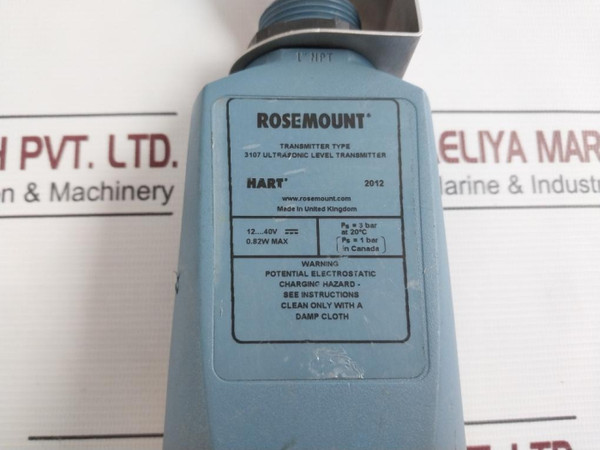 1" NPT
ROSEMOUNT®
TRANSMITTER TYPE
3107 ULTRASONIC LEVEL TRANSMITTER
HART® 2012
www.rosemount.com
Made in United Kingdom
12....40V ⎓
0.82W MAX
Ps = 3 bar
at 20°C
(Ps = 1 bar
in Canada)
WARNING
POTENTIAL ELECTROSTATIC
CHARGING HAZARD -
SEE INSTRUCTIONS
CLEAN ONLY WITH A
DAMP CLOTH
H PVT. LTD.
n & Machinery
ELIYA MAR
arine & Industr